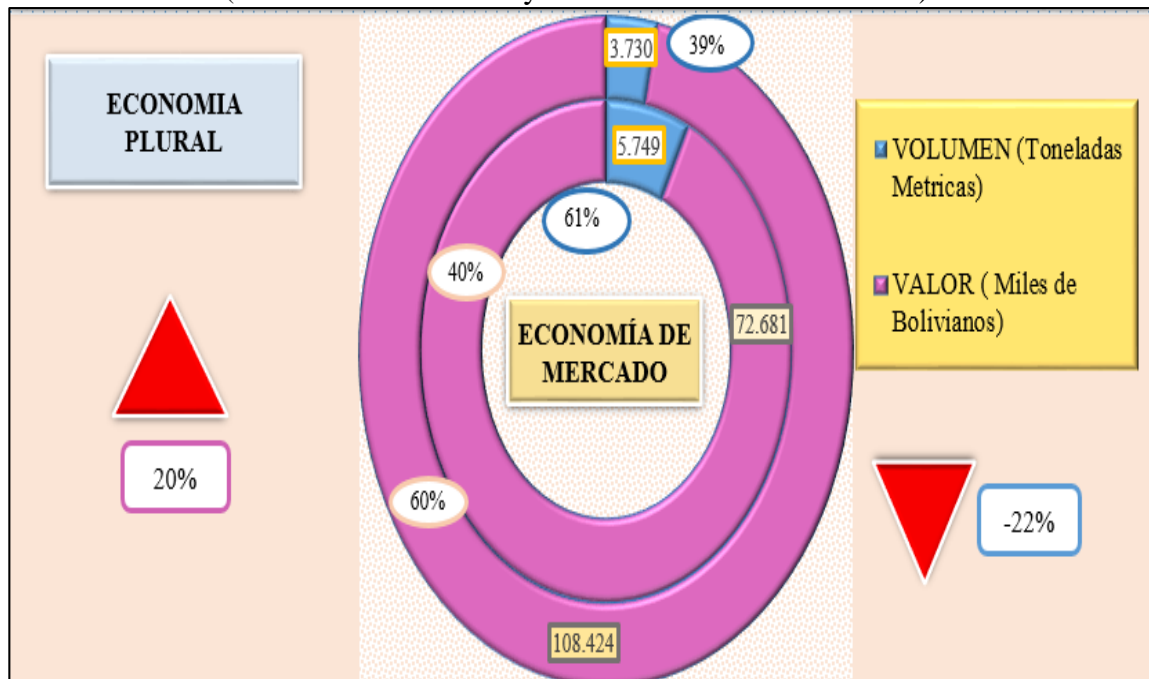 ECONOMIA
PLURAL
3.730
39%
5.749
61%
40%
ECONOMÍA DE
MERCADO
72.681
60%
108.424
20%
VOLUMEN (Toneladas
Metricas)
VALOR ( Miles de
Bolivianos)
-22%